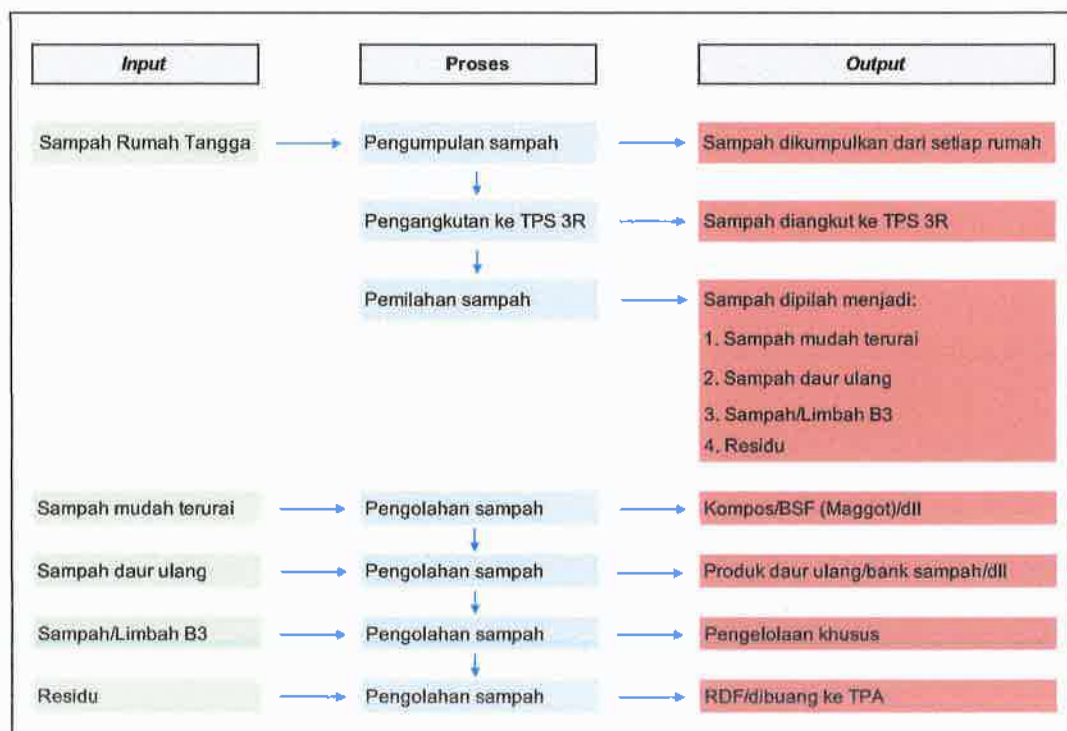 Input
Proses
Output
Sampah Rumah Tangga
Pengumpulan sampah
Sampah dikumpulkan dari setiap rumah
Pengangkutan ke TPS 3R
Sampah diangkut ke TPS 3R
Pemilahan sampah
Sampah dipilah menjadi:
1. Sampah mudah terurai
2. Sampah daur ulang
3. Sampah/Limbah B3
4. Residu
Sampah mudah terurai
Pengolahan sampah
Kompos/BSF (Maggot)/dll
Sampah daur ulang
Pengolahan sampah
Produk daur ulang/bank sampah/dll
Sampah/Limbah B3
Pengolahan sampah
Pengelolaan khusus
Residu
Pengolahan sampah
RDF/dibuang ke TPA